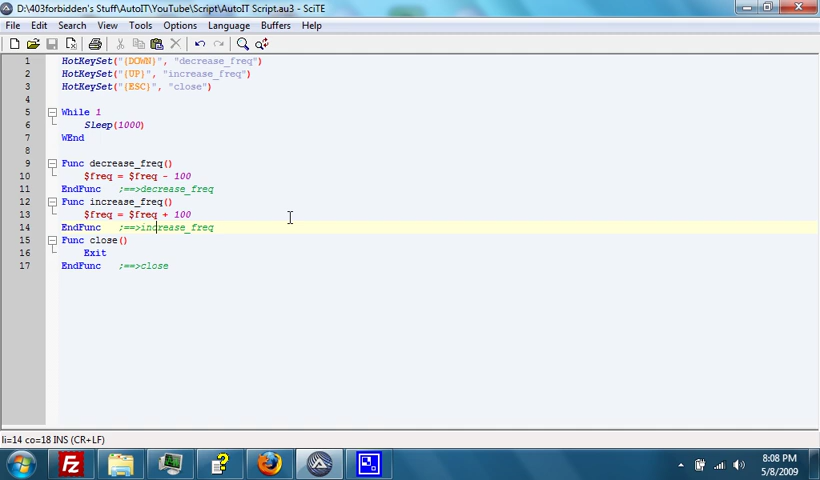 D:\403forbidden's Stuff\AutoIT\YouTube\Script\AutoIT Script.au3 - SciTE
File Edit Search View Tools Options Language Buffers Help
1 HotKeySet("{DOWN}", "decrease_freq")
2 HotKeySet("{UP}", "increase_freq")
3 HotKeySet("{ESC}", "close")
4
5 While 1
6 Sleep(1000)
7 WEnd
8
9 Func decrease_freq()
10 $freq = $freq - 100
11 EndFunc ;==>decrease_freq
12 Func increase_freq()
13 $freq = $freq + 100
14 EndFunc ;==>increase_freq
15 Func close()
16 Exit
17 EndFunc ;==>close
li=14 co=18 INS (CR+LF)
8:08 PM
5/8/2009